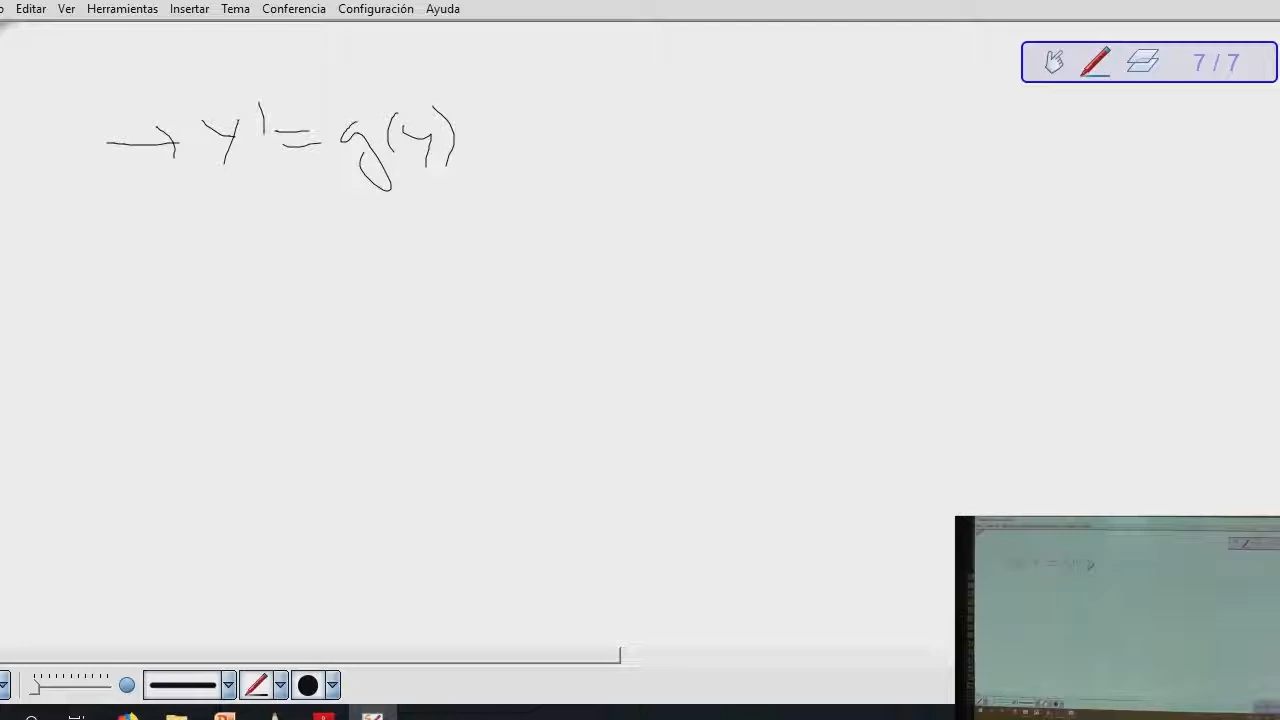 Editar Ver Herramientas Insertar Tema Conferencia Configuración Ayuda
7 / 7
→ y' = g(y)